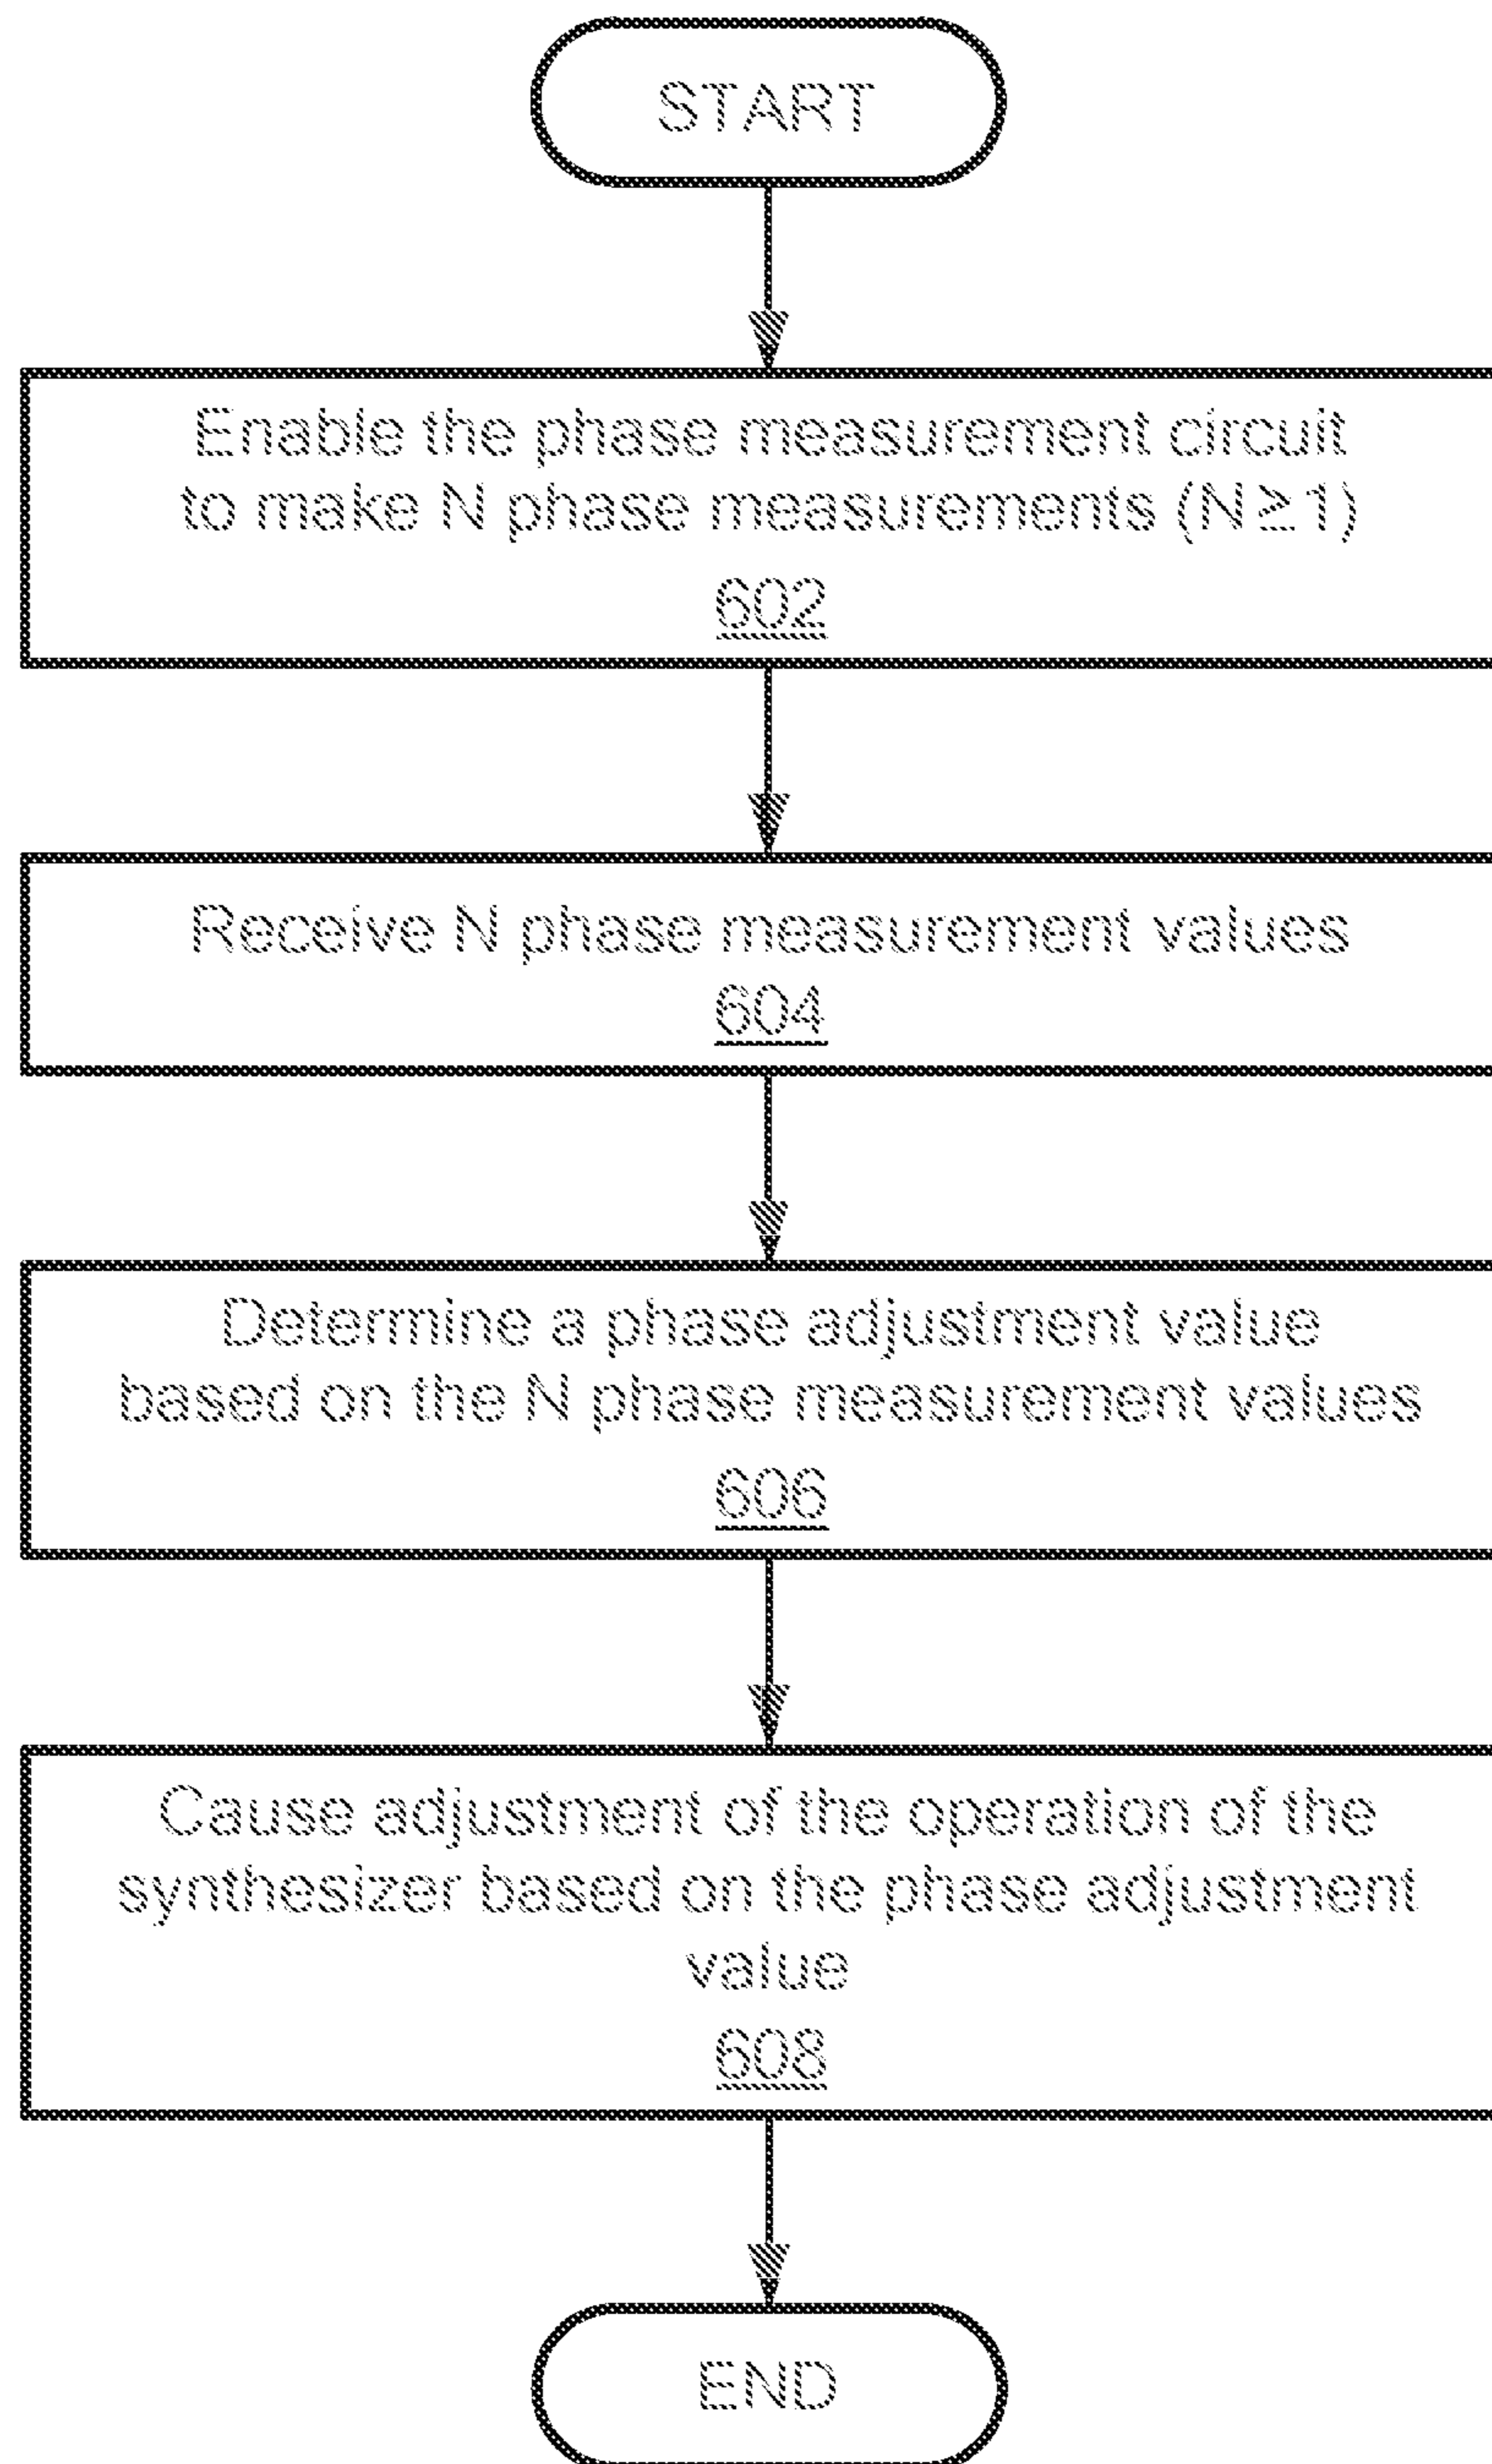 START
Enable the phase measurement circuit
to make N phase measurements (N ≥ 1)
602
Receive N phase measurement values
604
Determine a phase adjustment value
based on the N phase measurement values
606
Cause adjustment of the operation of the
synthesizer based on the phase adjustment
value
608
END